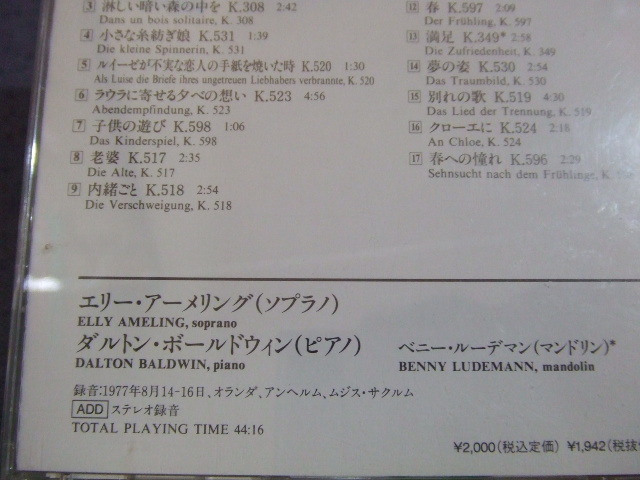 3 淋しい暗い森の中を K.308 2:42
Dans un bois solitaire, K. 308
4 小さな糸紡ぎ娘 K.531 1:39
Die kleine Spinnerin, K. 531
5 ルイーゼが不実な恋人の手紙を焼いた時 K.520 1:30
Als Luise die Briefe ihres ungetreuen Liebhabers verbrannte, K. 520
6 ラウラに寄せる夕べの想い K.523 4:56
Abendempfindung, K. 523
7 子供の遊び K.598 1:06
Das Kinderspiel, K. 598
8 老婆 K.517 2:35
Die Alte, K. 517
9 内緒ごと K.518 2:54
Die Verschweigung, K. 518
12 春 K.597 2:09
Der Frühling, K. 597
13 満足 K.349* 2:58
Die Zufriedenheit, K. 349
14 夢の姿 K.530 2:54
Das Traumbild, K. 530
15 別れの歌 K.519 4:30
Das Lied der Trennung, K. 519
16 クローエに K.524 2:18
An Chloe, K. 524
17 春への憧れ K.596 2:29
Sehnsucht nach dem Frühlinge, K.
エリー・アーメリング(ソプラノ)
ELLY AMELING, soprano
ダルトン・ボールドウィン(ピアノ)
DALTON BALDWIN, piano
ベニー・ルーデマン(マンドリン)*
BENNY LUDEMANN, mandolin
録音:1977年8月14-16日、オランダ、アンヘルム、ムジス・サクルム
ADD ステレオ録音
TOTAL PLAYING TIME 44:16
¥2,000(税込定価) ¥1,942(税抜